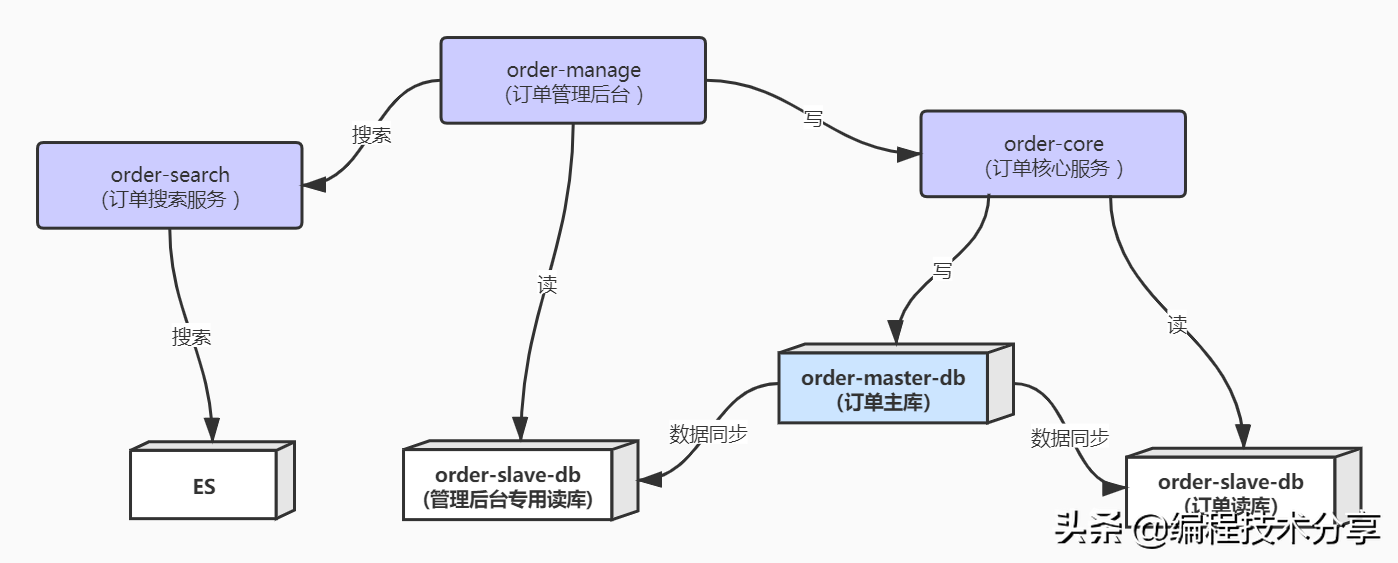 order-manage
(订单管理后台 )
搜索
写
order-search
(订单搜索服务 )
order-core
(订单核心服务 )
读
写
搜索
读
order-master-db
(订单主库)
数据同步
数据同步
ES
order-slave-db
(管理后台专用读库)
order-slave-db
(订单读库)
头条 @编程技术分享